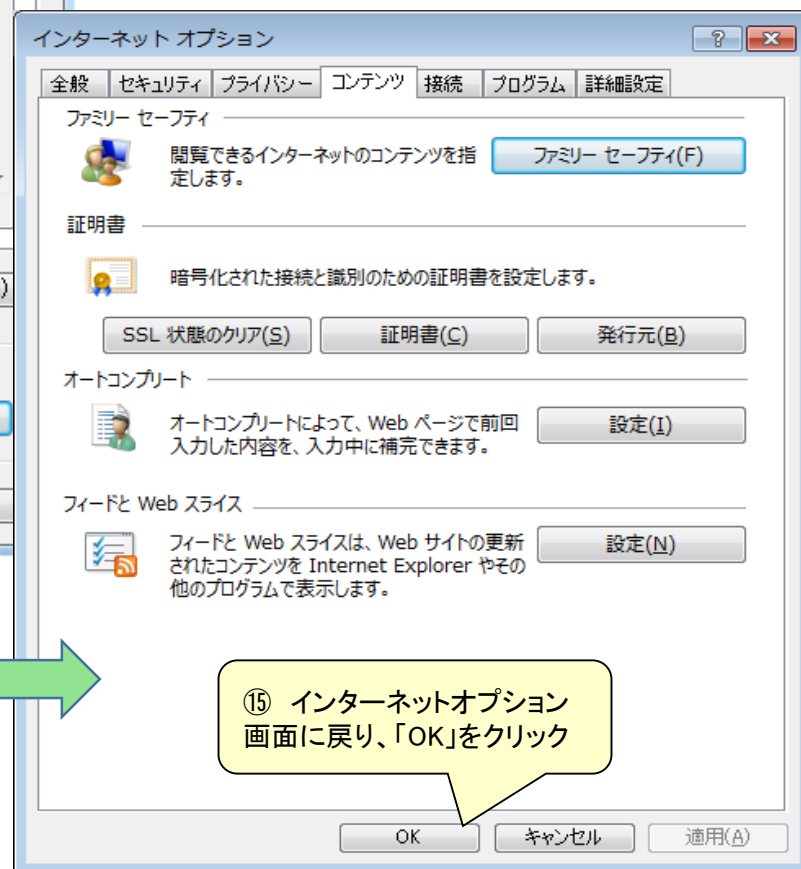 インターネット オプション
全般 セキュリティ プライバシー コンテンツ 接続 プログラム 詳細設定
ファミリー セーフティ
閲覧できるインターネットのコンテンツを指
定します。
ファミリー セーフティ(F)
証明書
暗号化された接続と識別のための証明書を設定します。
SSL 状態のクリア(S) 証明書(C) 発行元(B)
オートコンプリート
オートコンプリートによって、Web ページで前回
入力した内容を、入力中に補完できます。
設定(I)
フィードと Web スライス
フィードと Web スライスは、Web サイトの更新
されたコンテンツを Internet Explorer やその
他のプログラムで表示します。
設定(N)
⑮ インターネットオプション
画面に戻り、「OK」をクリック
OK キャンセル 適用(A)